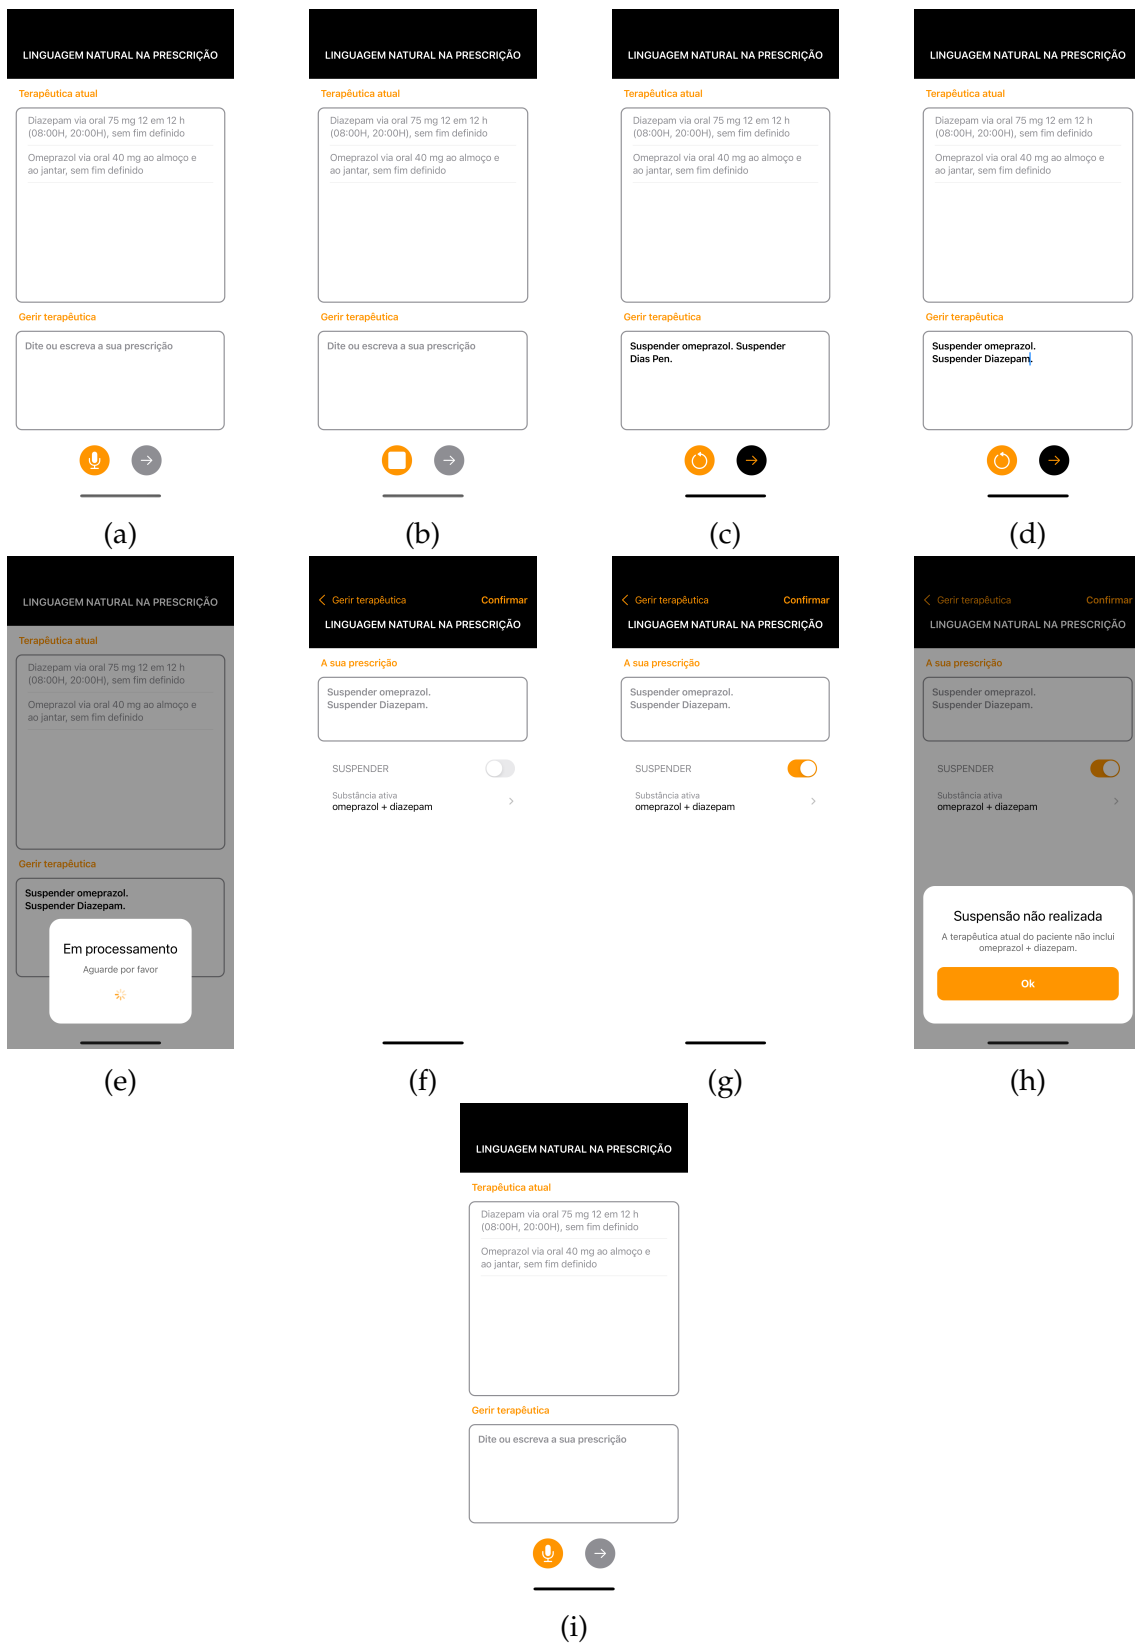 LINGUAGEM NATURAL NA PRESCRIÇÃO
Terapêutica atual
Diazepam via oral 75 mg 12 em 12 h
(08:00H, 20:00H), sem fim definido
Omeprazol via oral 40 mg ao almoço e
ao jantar, sem fim definido
Gerir terapêutica
Dite ou escreva a sua prescrição
(a)
LINGUAGEM NATURAL NA PRESCRIÇÃO
Terapêutica atual
Diazepam via oral 75 mg 12 em 12 h
(08:00H, 20:00H), sem fim definido
Omeprazol via oral 40 mg ao almoço e
ao jantar, sem fim definido
Gerir terapêutica
Dite ou escreva a sua prescrição
(b)
LINGUAGEM NATURAL NA PRESCRIÇÃO
Terapêutica atual
Diazepam via oral 75 mg 12 em 12 h
(08:00H, 20:00H), sem fim definido
Omeprazol via oral 40 mg ao almoço e
ao jantar, sem fim definido
Gerir terapêutica
Suspender omeprazol. Suspender
Dias Pen.
(c)
LINGUAGEM NATURAL NA PRESCRIÇÃO
Terapêutica atual
Diazepam via oral 75 mg 12 em 12 h
(08:00H, 20:00H), sem fim definido
Omeprazol via oral 40 mg ao almoço e
ao jantar, sem fim definido
Gerir terapêutica
Suspender omeprazol.
Suspender Diazepam.
(d)
LINGUAGEM NATURAL NA PRESCRIÇÃO
Terapêutica atual
Diazepam via oral 75 mg 12 em 12 h
(08:00H, 20:00H), sem fim definido
Omeprazol via oral 40 mg ao almoço e
ao jantar, sem fim definido
Gerir terapêutica
Suspender omeprazol.
Suspender Diazepam.
Em processamento
Aguarde por favor
(e)
Gerir terapêutica Confirmar
LINGUAGEM NATURAL NA PRESCRIÇÃO
A sua prescrição
Suspender omeprazol.
Suspender Diazepam.
SUSPENDER
Substância ativa
omeprazol + diazepam
(f)
Gerir terapêutica Confirmar
LINGUAGEM NATURAL NA PRESCRIÇÃO
A sua prescrição
Suspender omeprazol.
Suspender Diazepam.
SUSPENDER
Substância ativa
omeprazol + diazepam
(g)
Gerir terapêutica Confirmar
LINGUAGEM NATURAL NA PRESCRIÇÃO
A sua prescrição
Suspender omeprazol.
Suspender Diazepam.
SUSPENDER
Substância ativa
omeprazol + diazepam
Suspensão não realizada
A terapêutica atual do paciente não inclui
omeprazol + diazepam.
Ok
(h)
LINGUAGEM NATURAL NA PRESCRIÇÃO
Terapêutica atual
Diazepam via oral 75 mg 12 em 12 h
(08:00H, 20:00H), sem fim definido
Omeprazol via oral 40 mg ao almoço e
ao jantar, sem fim definido
Gerir terapêutica
Dite ou escreva a sua prescrição
(i)